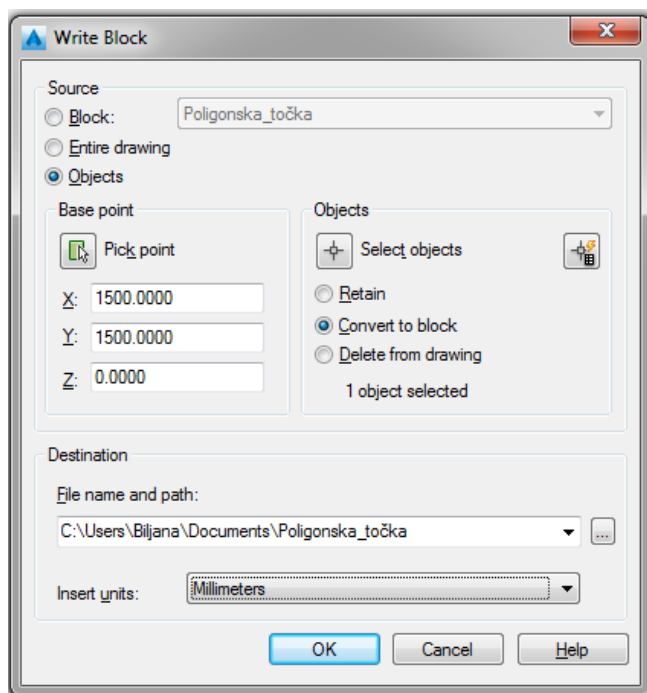 Write Block
Source
Block:
Poligonska_točka
Entire drawing
Objects
Base point
Pick point
X: 1500.0000
Y: 1500.0000
Z: 0.0000
Objects
Select objects
Retain
Convert to block
Delete from drawing
1 object selected
Destination
File name and path:
C:\Users\Biljana\Documents\Poligonska_točka
...
Insert units: Millimeters
OK Cancel Help